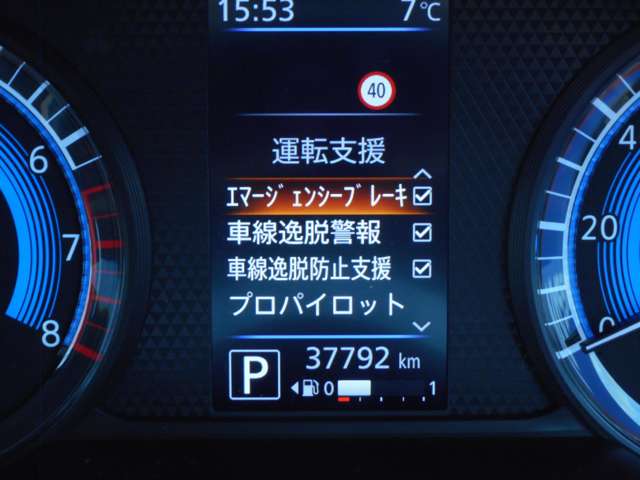 15:53 7℃
40
運転支援
ｴﾏｰｼﾞｪﾝｼｰﾌﾞﾚｰｷ
車線逸脱警報
車線逸脱防止支援
プロパイロット
P
37792 km
0 1
6
7
8
4
20
0